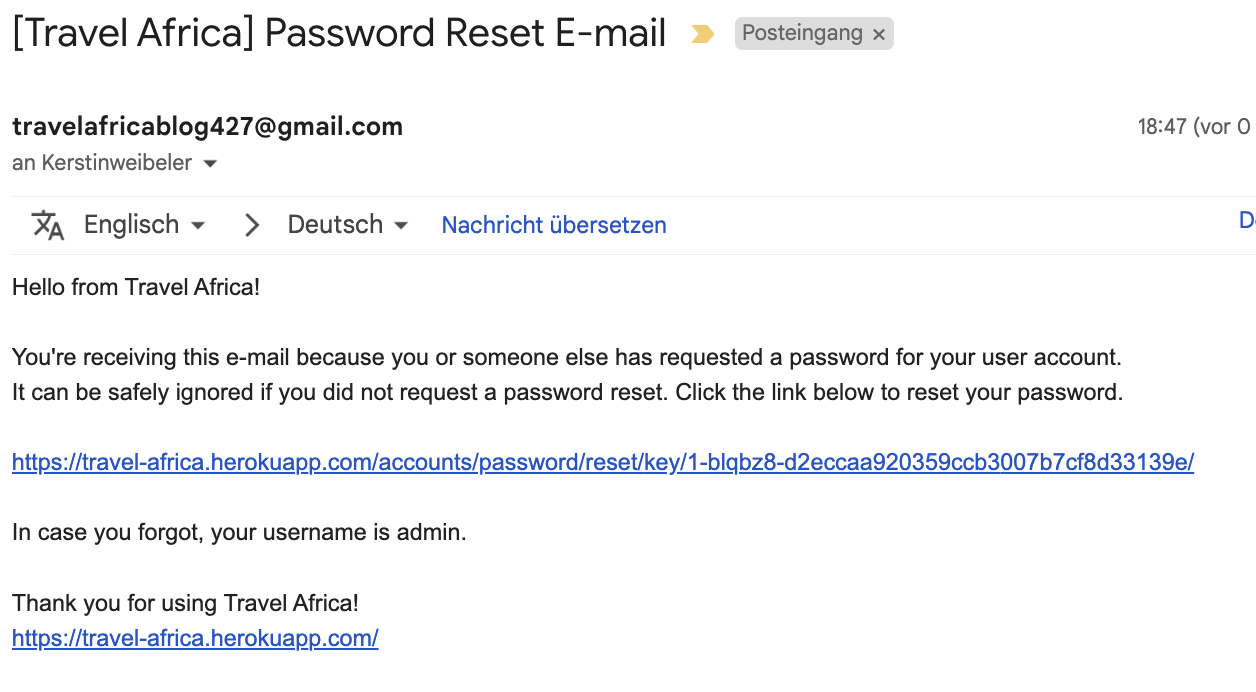 [Travel Africa] Password Reset E-mail Posteingang ×
travelafricablog427@gmail.com 18:47 (vor 0
an Kerstinweibeler
Englisch Deutsch Nachricht übersetzen
Hello from Travel Africa!
You're receiving this e-mail because you or someone else has requested a password for your user account.
It can be safely ignored if you did not request a password reset. Click the link below to reset your password.
https://travel-africa.herokuapp.com/accounts/password/reset/key/1-blqbz8-d2eccaa920359ccb3007b7cf8d33139e/
In case you forgot, your username is admin.
Thank you for using Travel Africa!
https://travel-africa.herokuapp.com/